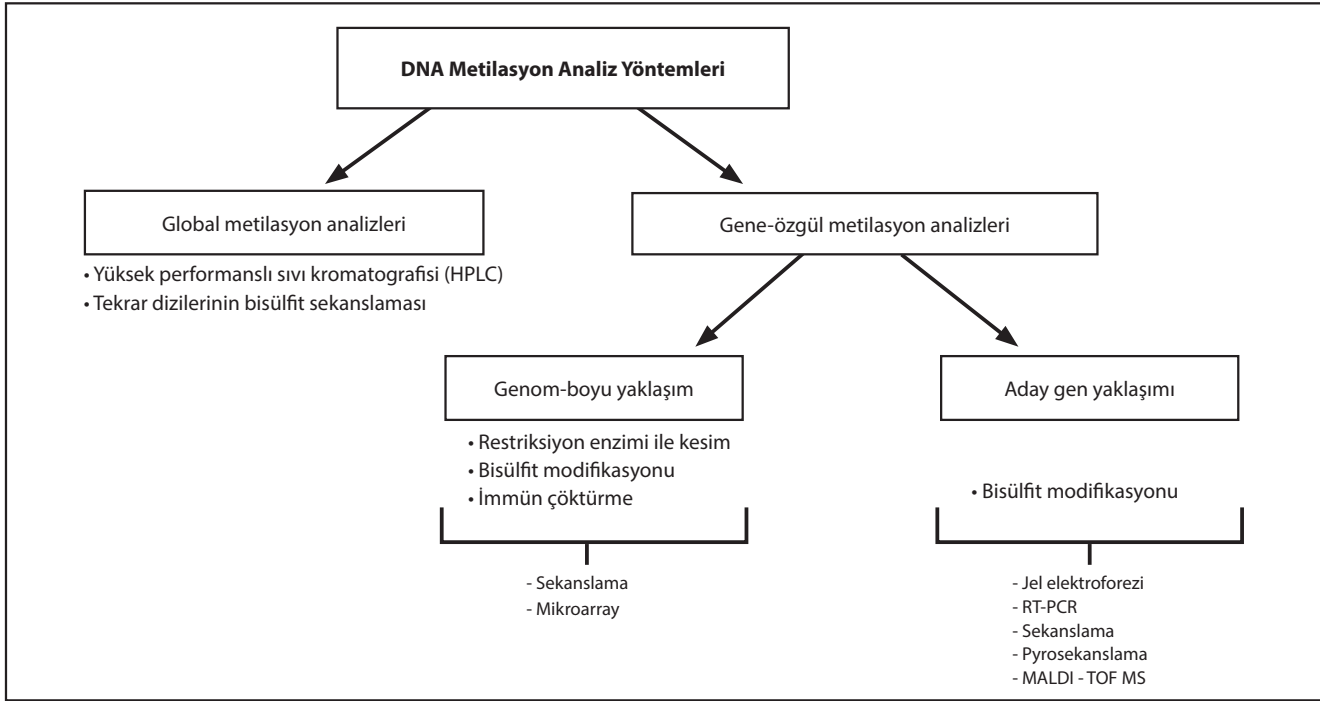 DNA Metilasyon Analiz Yöntemleri
Global metilasyon analizleri
• Yüksek performanslı sıvı kromatografisi (HPLC)
• Tekrar dizilerinin bisülfit sekanslaması
Gene-özgül metilasyon analizleri
Genom-boyu yaklaşım
• Restriksiyon enzimi ile kesim
• Bisülfit modifikasyonu
• İmmün çöktürme
- Sekanslama
- Mikroarray
Aday gen yaklaşımı
• Bisülfit modifikasyonu
- Jel elektroforezi
- RT-PCR
- Sekanslama
- Pyrosekanslama
- MALDI - TOF MS